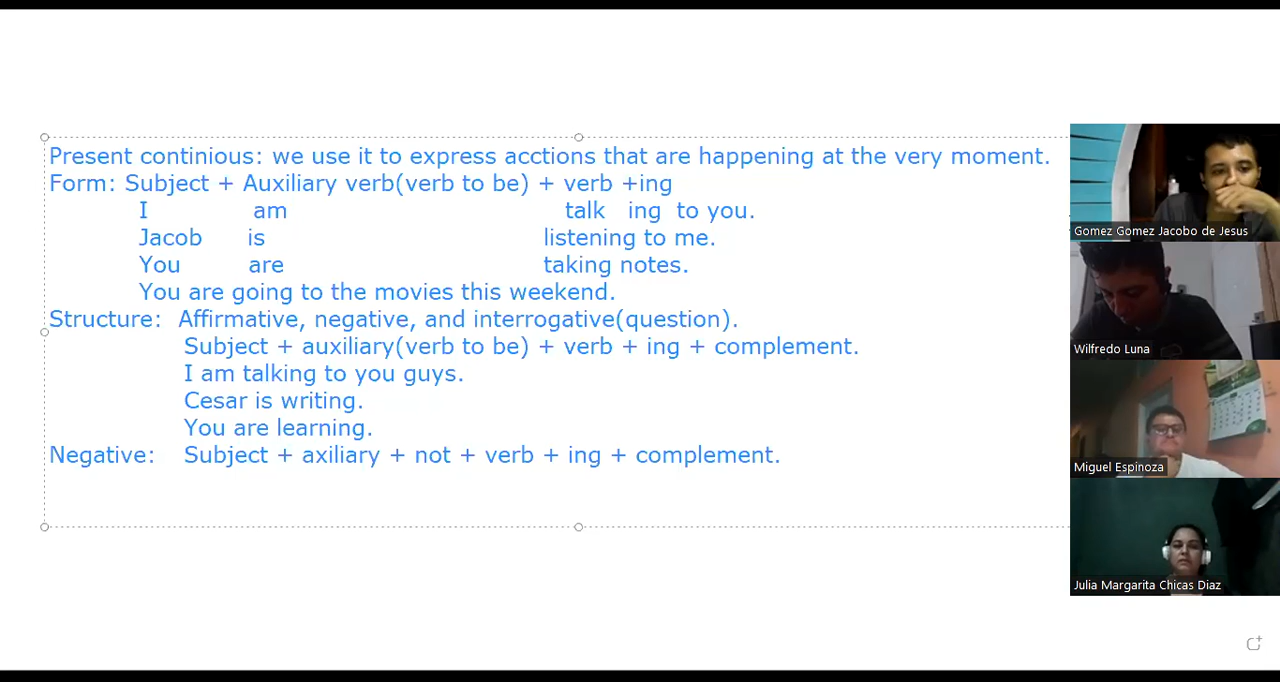 Present continious: we use it to express acctions that are happening at the very moment.
Form: Subject + Auxiliary verb(verb to be) + verb +ing
I am talk ing to you.
Jacob is listening to me.
You are taking notes.
You are going to the movies this weekend.
Structure: Affirmative, negative, and interrogative(question).
Subject + auxiliary(verb to be) + verb + ing + complement.
I am talking to you guys.
Cesar is writing.
You are learning.
Negative: Subject + axiliary + not + verb + ing + complement.
Gomez Gomez Jacobo de Jesus
Wilfredo Luna
Miguel Espinoza
Julia Margarita Chicas Diaz